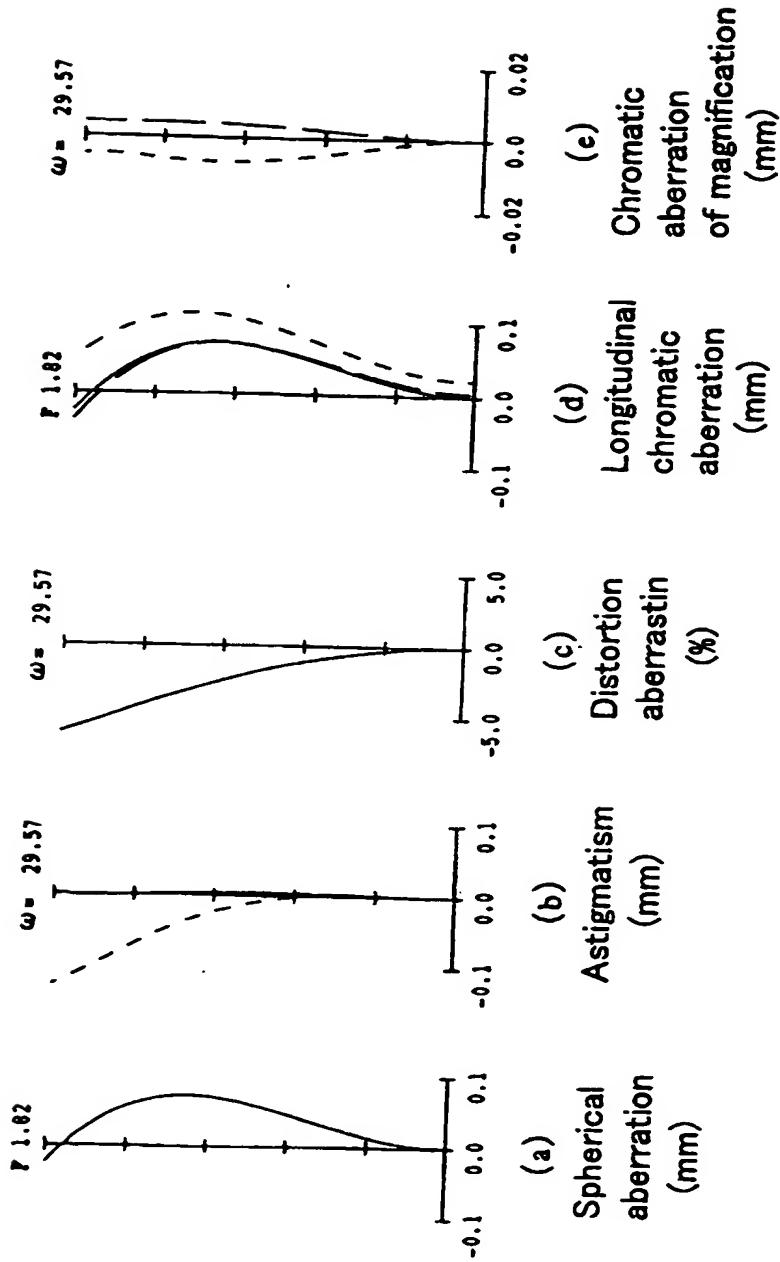 F 1.82
-0.1 0.0 0.1
(a)
Spherical
aberration
(mm)
ω= 29.57
-0.1 0.0 0.1
(b)
Astigmatism
(mm)
ω= 29.57
-5.0 0.0 5.0
(c)
Distortion
aberrastin
(%)
F 1.82
-0.1 0.0 0.1
(d)
Longitudinal
chromatic
aberration
(mm)
ω= 29.57
-0.02 0.0 0.02
(e)
Chromatic
aberration
of magnification
(mm)